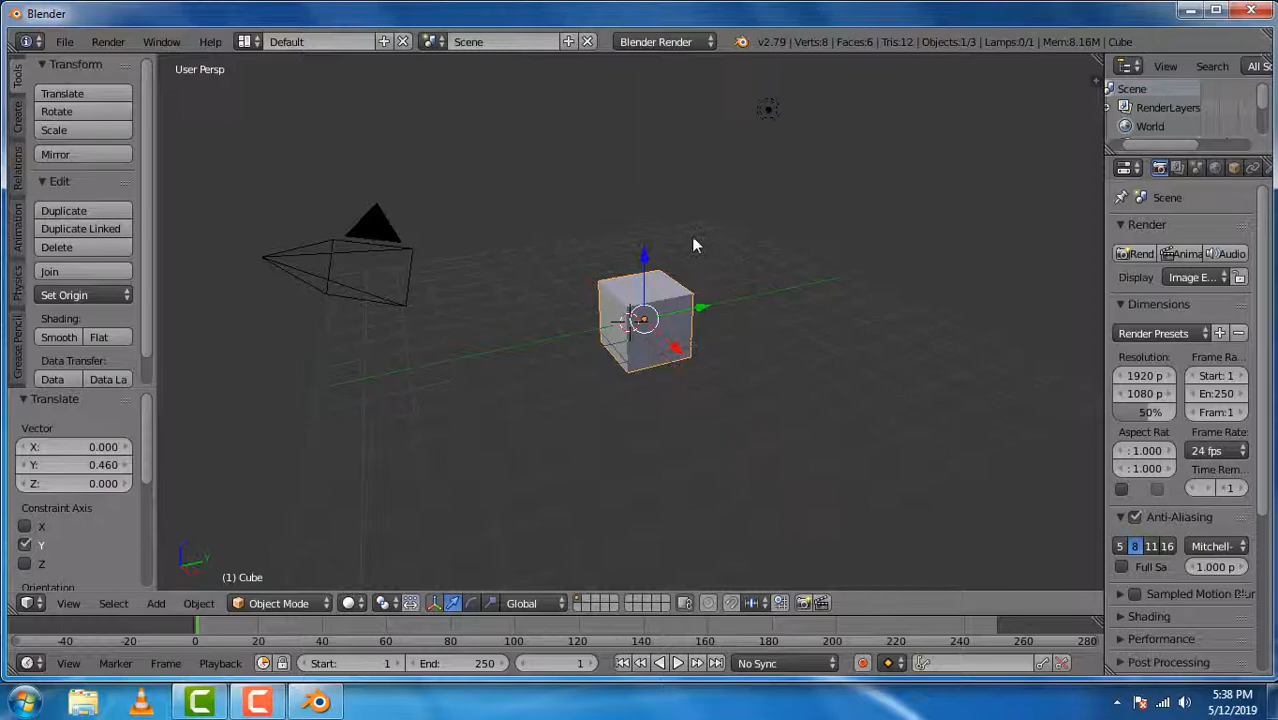 Blender
File Render Window Help Default Scene Blender Render v2.79 | Verts:8 | Faces:6 | Tris:12 | Objects:1/3 | Lamps:0/1 | Mem:8.16M | Cube
Tools
Create
Relations
Animation
Physics
Grease Pencil
Transform
Translate
Rotate
Scale
Mirror
Edit
Duplicate
Duplicate Linked
Delete
Join
Set Origin
Shading:
Smooth Flat
Data Transfer:
Data Data La
Translate
Vector
X: 0.000
Y: 0.460
Z: 0.000
Constraint Axis
X
Y
Z
Orientation
User Persp
(1) Cube
View Select Add Object Object Mode Global
-40 -20 0 20 40 60 80 100 120 140 160 180 200 220 240 260 280
View Marker Frame Playback Start: 1 End: 250 1 No Sync
View Search All Sc
Scene
RenderLayers
World
Scene
Render
Rend Anima Audio
Display Image E...
Dimensions
Render Presets
Resolution: Frame Ra...
1920 p Start: 1
1080 p En:250
50% Fram:1
Aspect Rat Frame Rate:
: 1.000 24 fps
: 1.000 Time Rem...
1
Anti-Aliasing
5 8 11 16 Mitchell-
Full Sa 1.000 p
Sampled Motion Blur
Shading
Performance
Post Processing
5:38 PM
5/12/2019